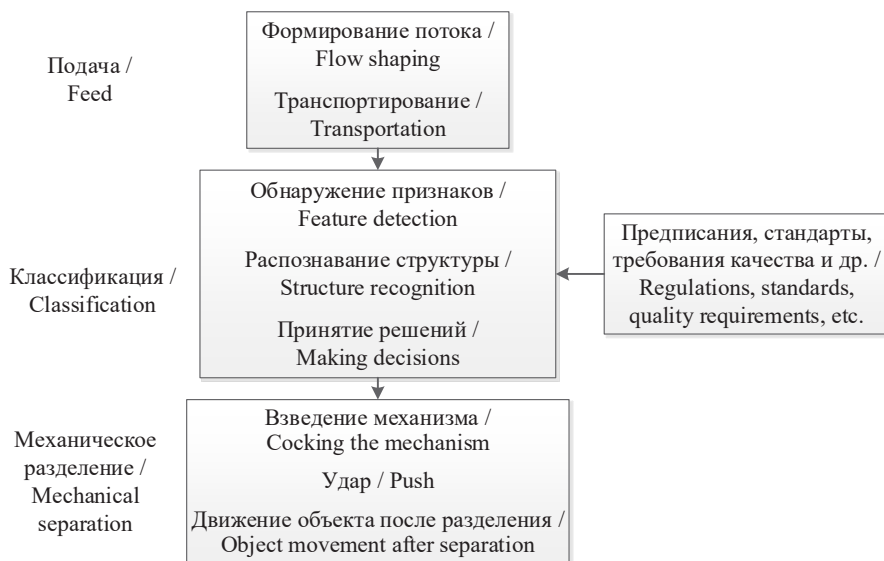 Подача /
Feed
Формирование потока /
Flow shaping
Транспортирование /
Transportation
Классификация /
Classification
Обнаружение признаков /
Feature detection
Распознавание структуры /
Structure recognition
Принятие решений /
Making decisions
Предписания, стандарты,
требования качества и др. /
Regulations, standards,
quality requirements, etc.
Механическое
разделение /
Mechanical
separation
Взведение механизма /
Cocking the mechanism
Удар / Push
Движение объекта после разделения /
Object movement after separation